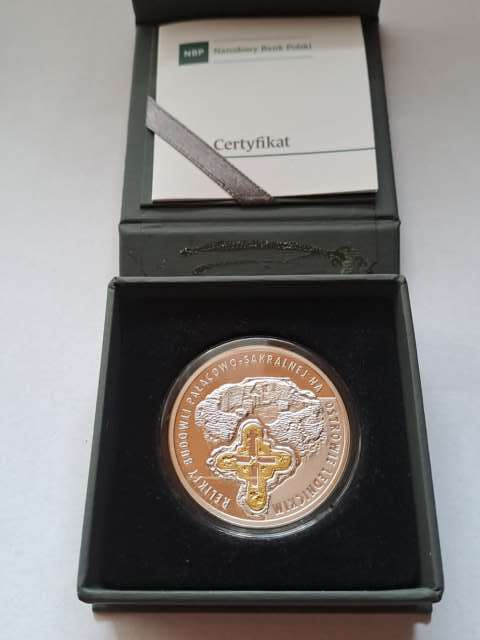 NBP Narodowy Bank Polski
Certyfikat
RELIKTY BUDOWLI PAŁACOWO-SAKRALNEJ NA OSTROWIE LEDNICKIM